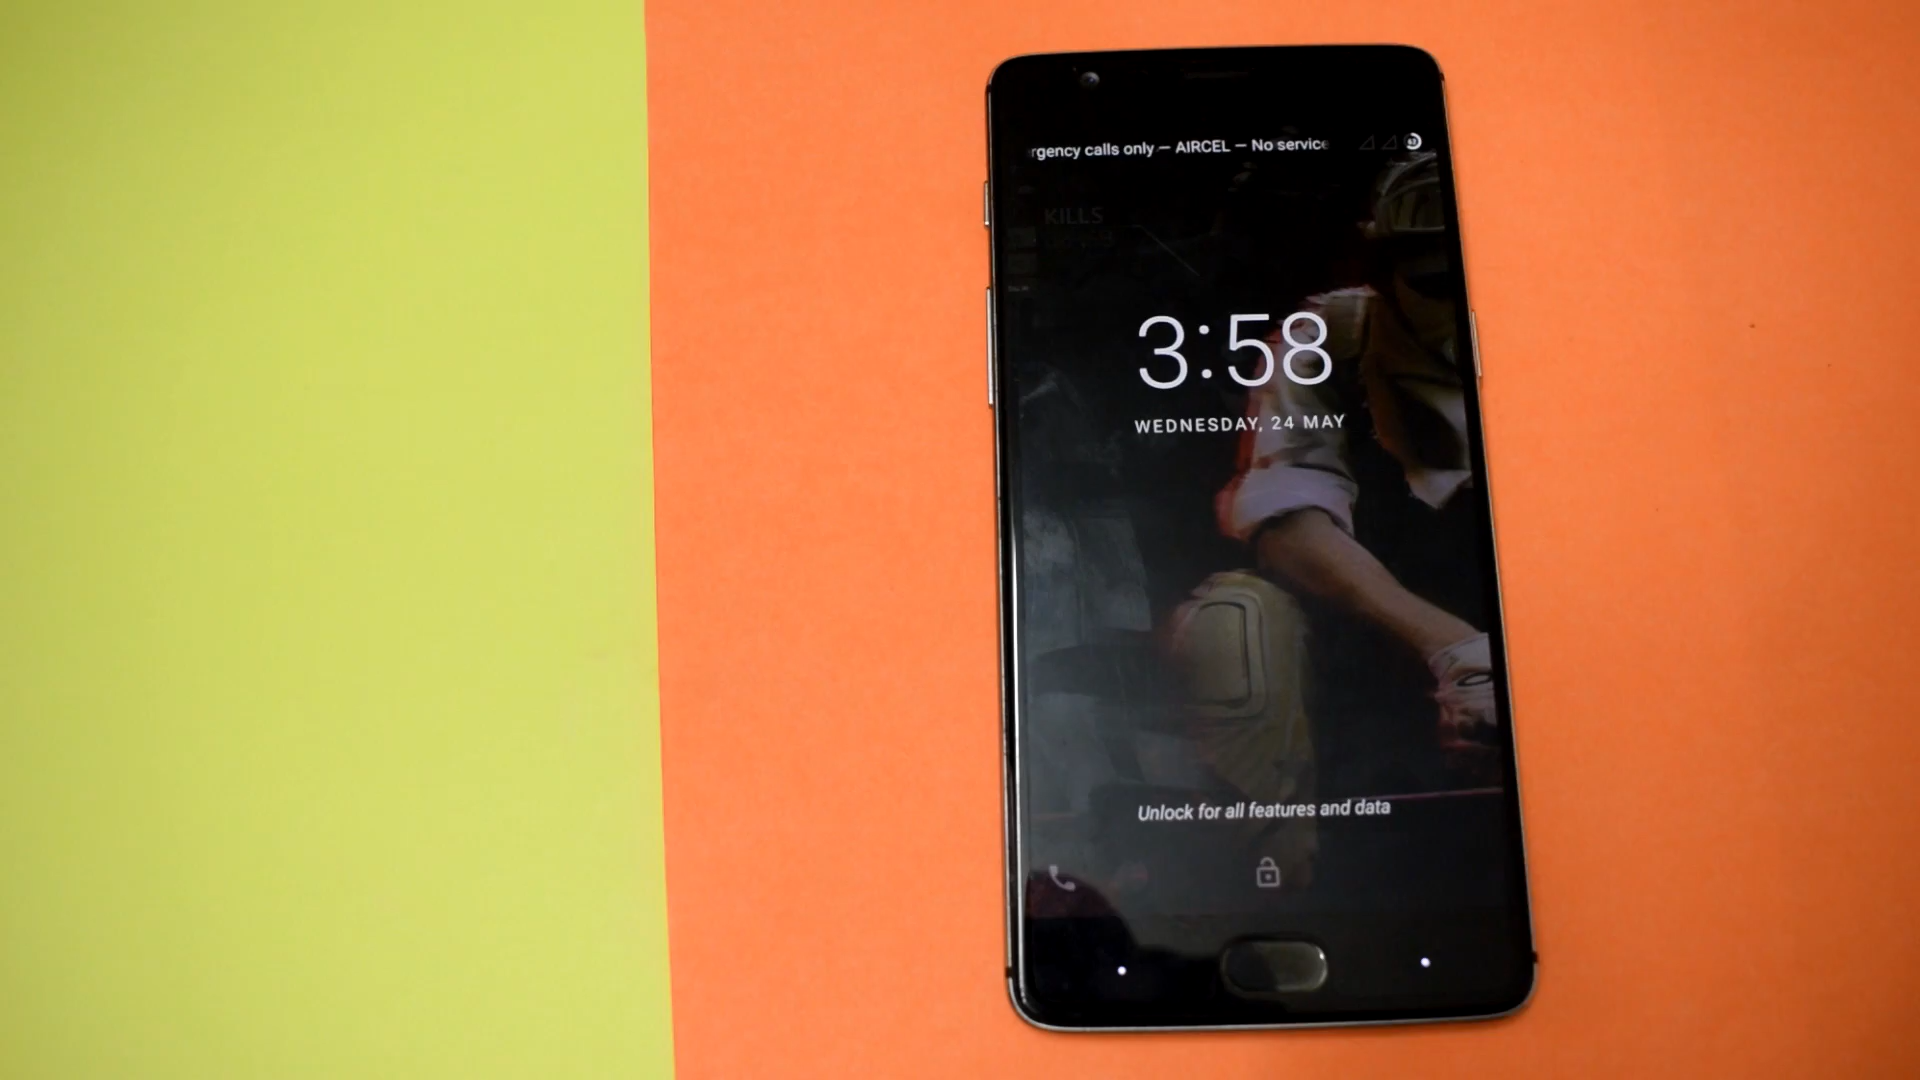 rgency calls only — AIRCEL — No service
KILLS
3:58
WEDNESDAY, 24 MAY
Unlock for all features and data